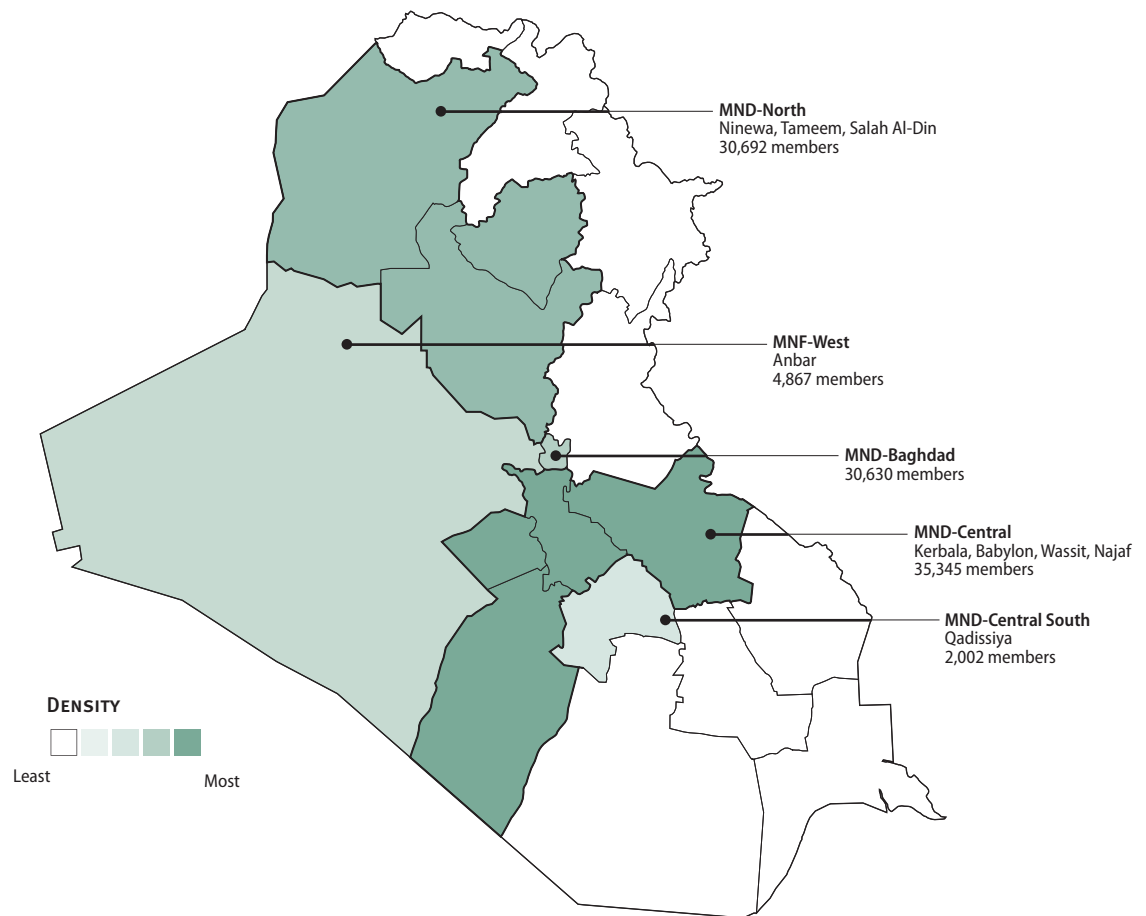 MND-North
Ninewa, Tameem, Salah Al-Din
30,692 members
MNF-West
Anbar
4,867 members
MND-Baghdad
30,630 members
MND-Central
Kerbala, Babylon, Wassit, Najaf
35,345 members
MND-Central South
Qadissiya
2,002 members
DENSITY
Least
Most